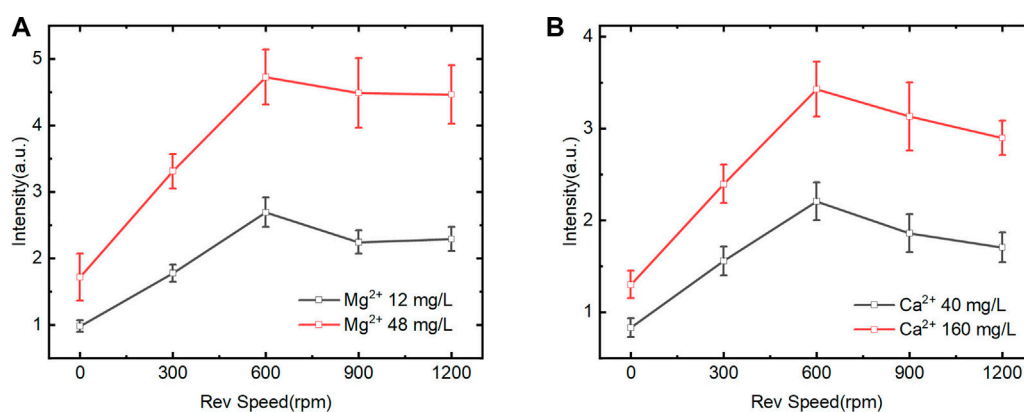 A
Intensity(a.u.)
5
4
3
2
1
0 300 600 900 1200
Rev Speed(rpm)
Mg²⁺ 12 mg/L
Mg²⁺ 48 mg/L
B
Intensity(a.u.)
4
3
2
1
0 300 600 900 1200
Rev Speed(rpm)
Ca²⁺ 40 mg/L
Ca²⁺ 160 mg/L